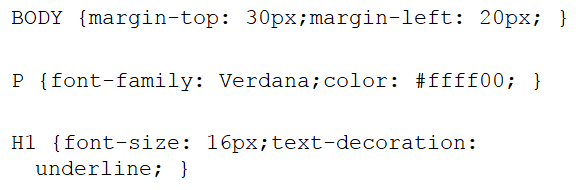 BODY {margin-top: 30px;margin-left: 20px; }
P {font-family: Verdana;color: #ffff00; }
H1 {font-size: 16px;text-decoration:
underline; }